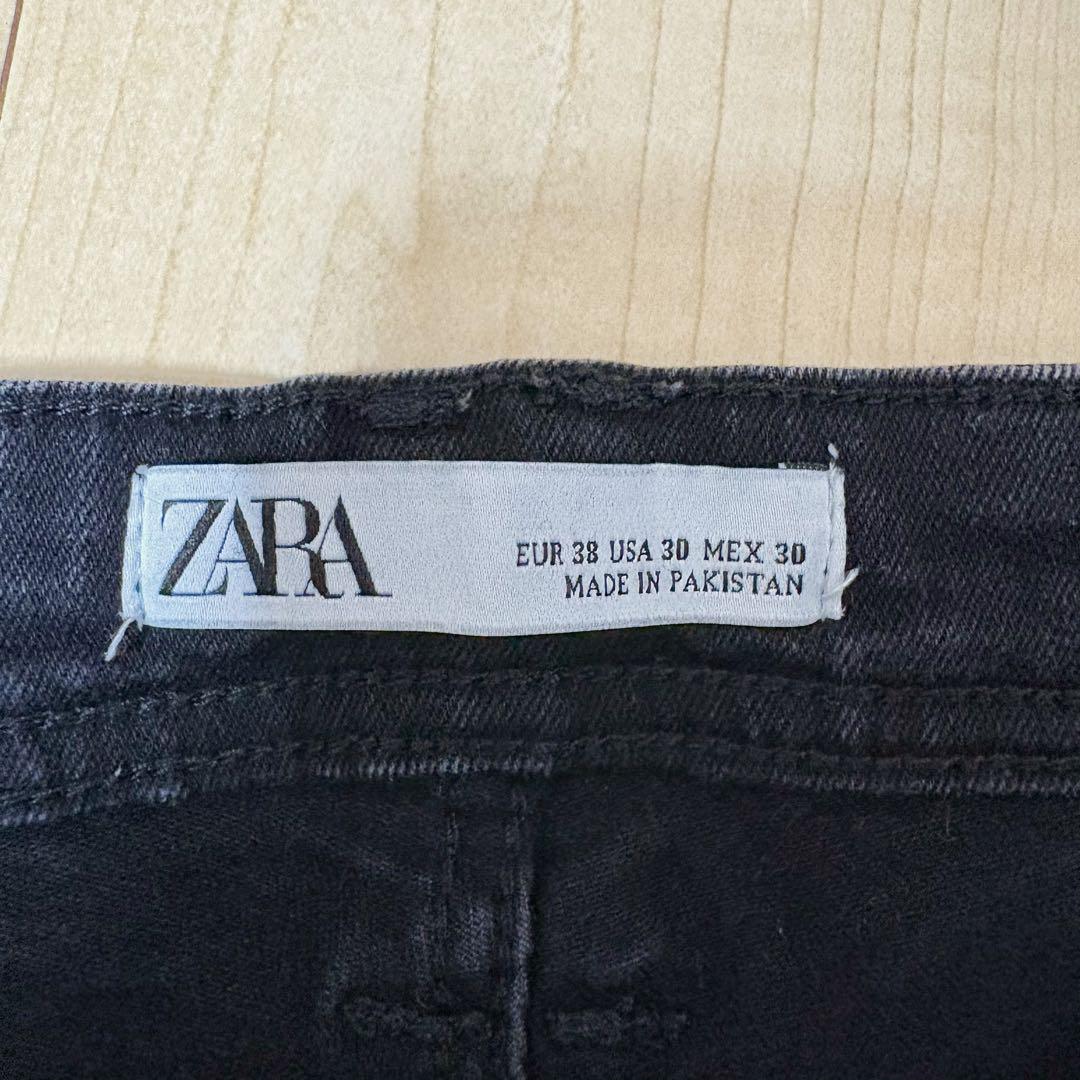 ZARA
EUR 38 USA 30 MEX 30
MADE IN PAKISTAN